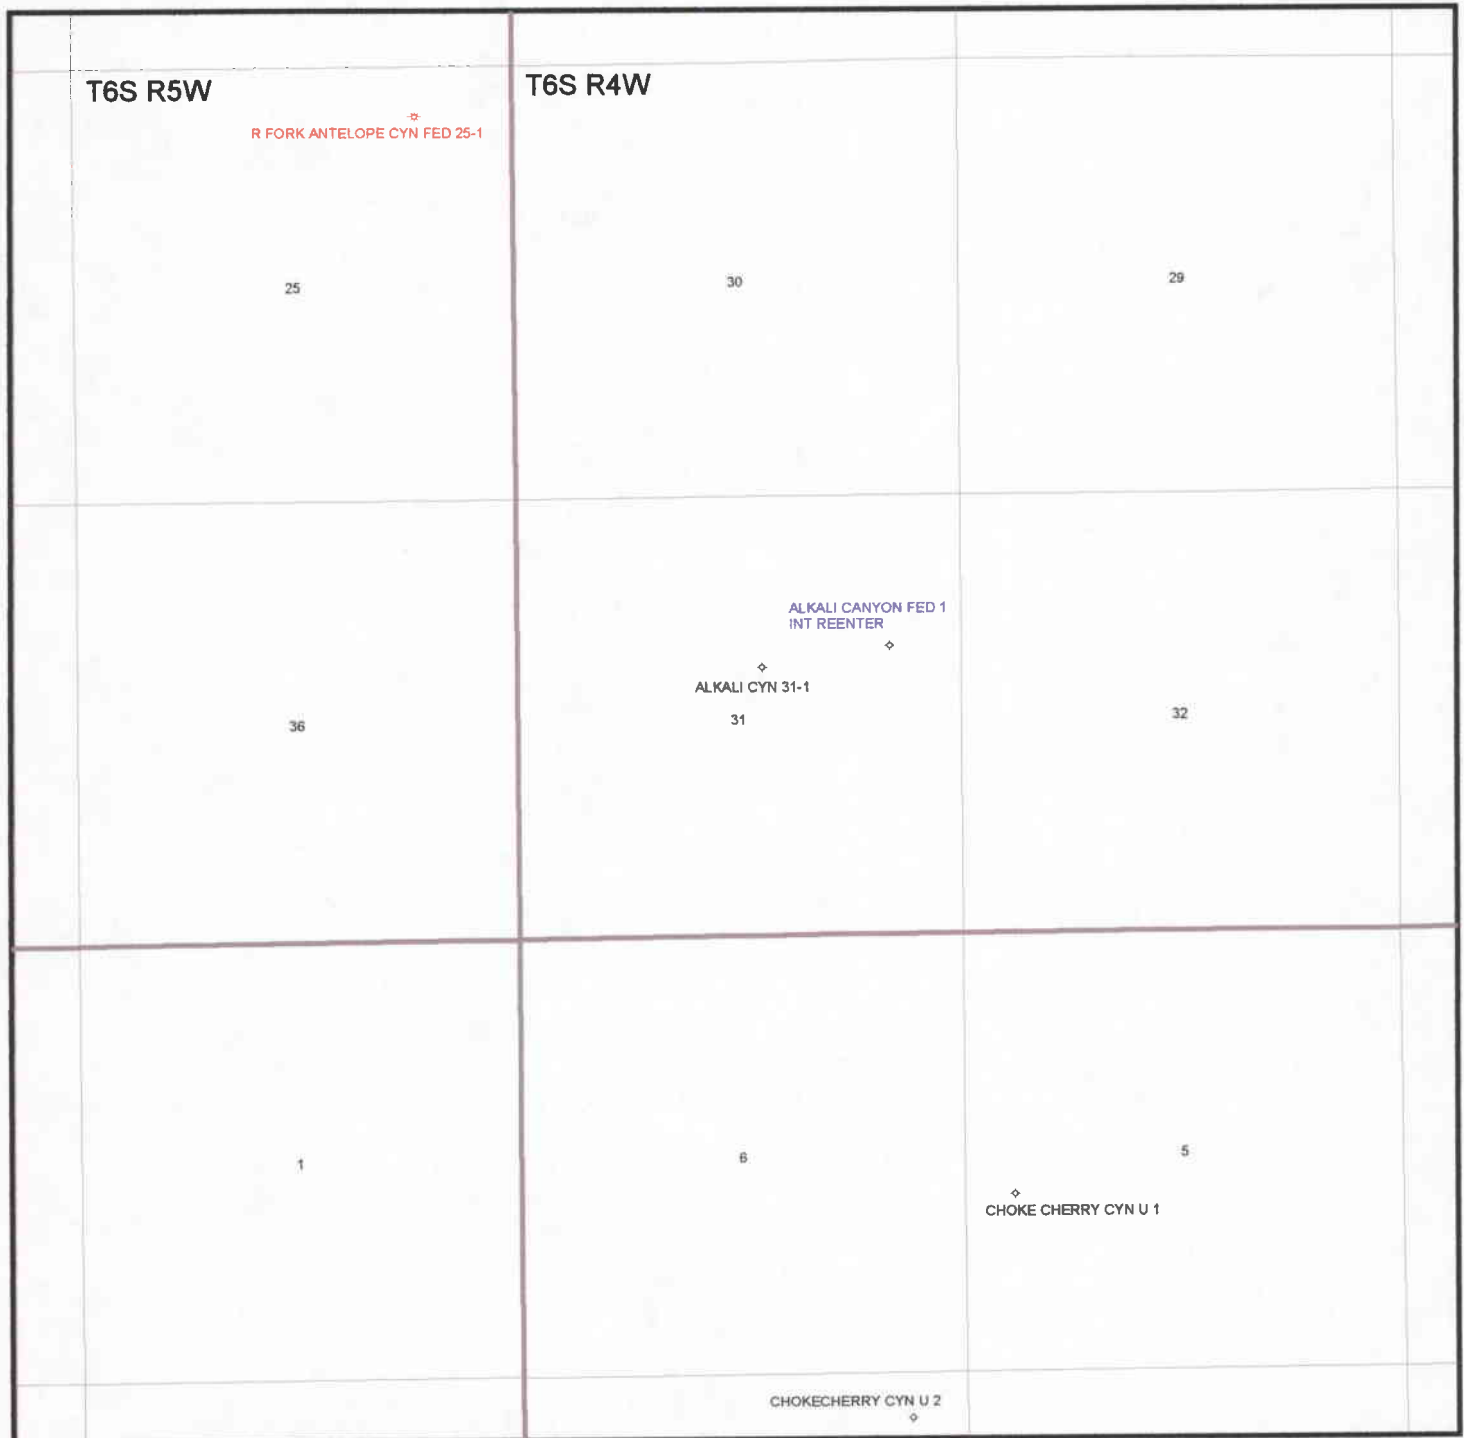 T6S R5W
T6S R4W
R FORK ANTELOPE CYN FED 25-1
25
30
29
ALKALI CANYON FED 1
INT REENTER
ALKALI CYN 31-1
36
31
32
1
6
5
CHOKE CHERRY CYN U 1
CHOKECHERRY CYN U 2